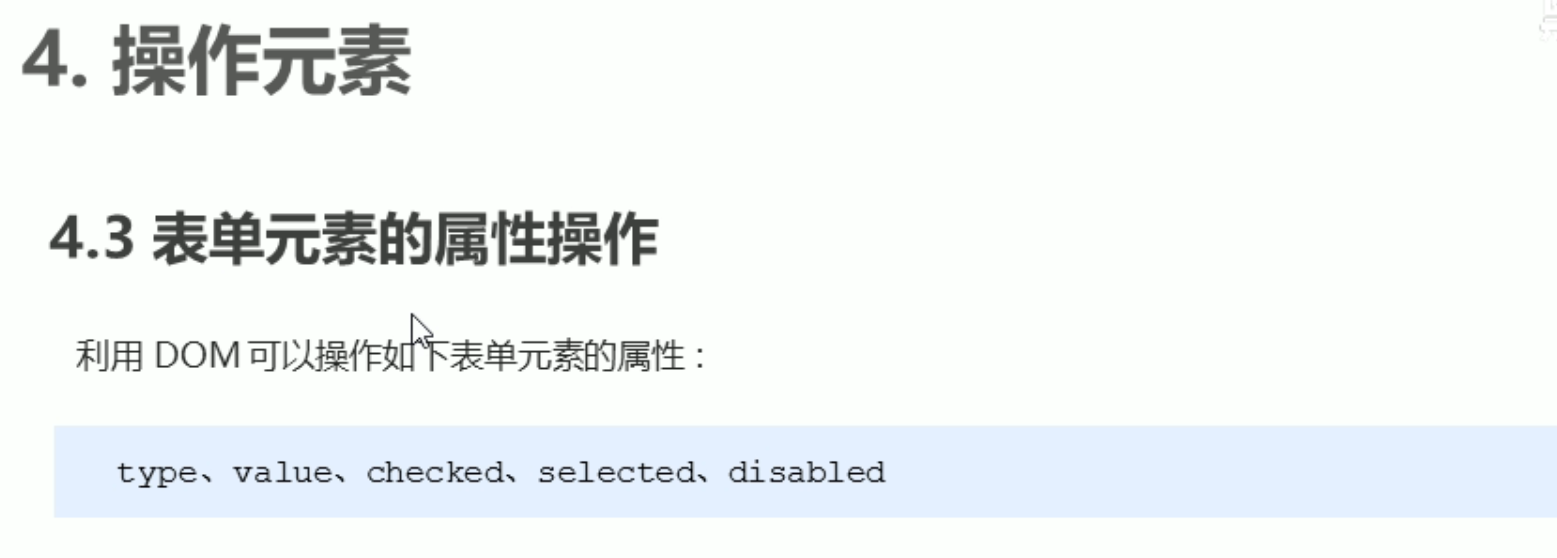 4. 操作元素
4.3 表单元素的属性操作
利用 DOM 可以操作如下表单元素的属性：
type、value、checked、selected、disabled